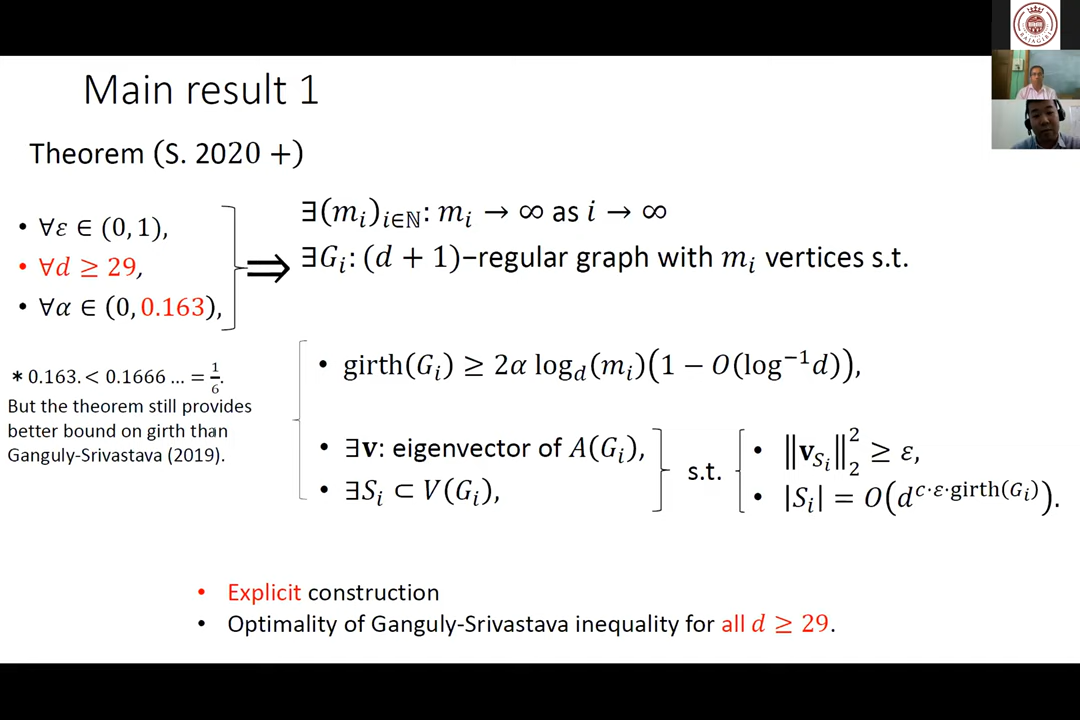 Main result 1
Theorem (S. 2020 +)
• ∀ε ∈ (0, 1),
• ∀d ≥ 29,
• ∀α ∈ (0, 0.163),
⟹
∃(m_i)_{i∈ℕ}: m_i → ∞ as i → ∞
∃G_i: (d + 1)−regular graph with m_i vertices s.t.
* 0.163. < 0.1666 … = 1/6.
But the theorem still provides
better bound on girth than
Ganguly-Srivastava (2019).
• girth(G_i) ≥ 2α log_d(m_i)(1 − O(log^{−1}d)),
• ∃v: eigenvector of A(G_i),
• ∃S_i ⊂ V(G_i),
s.t.
• ‖v_{S_i}‖_2^2 ≥ ε,
• |S_i| = O(d^{c·ε·girth(G_i)}).
• Explicit construction
• Optimality of Ganguly-Srivastava inequality for all d ≥ 29.
RAJAGIRI